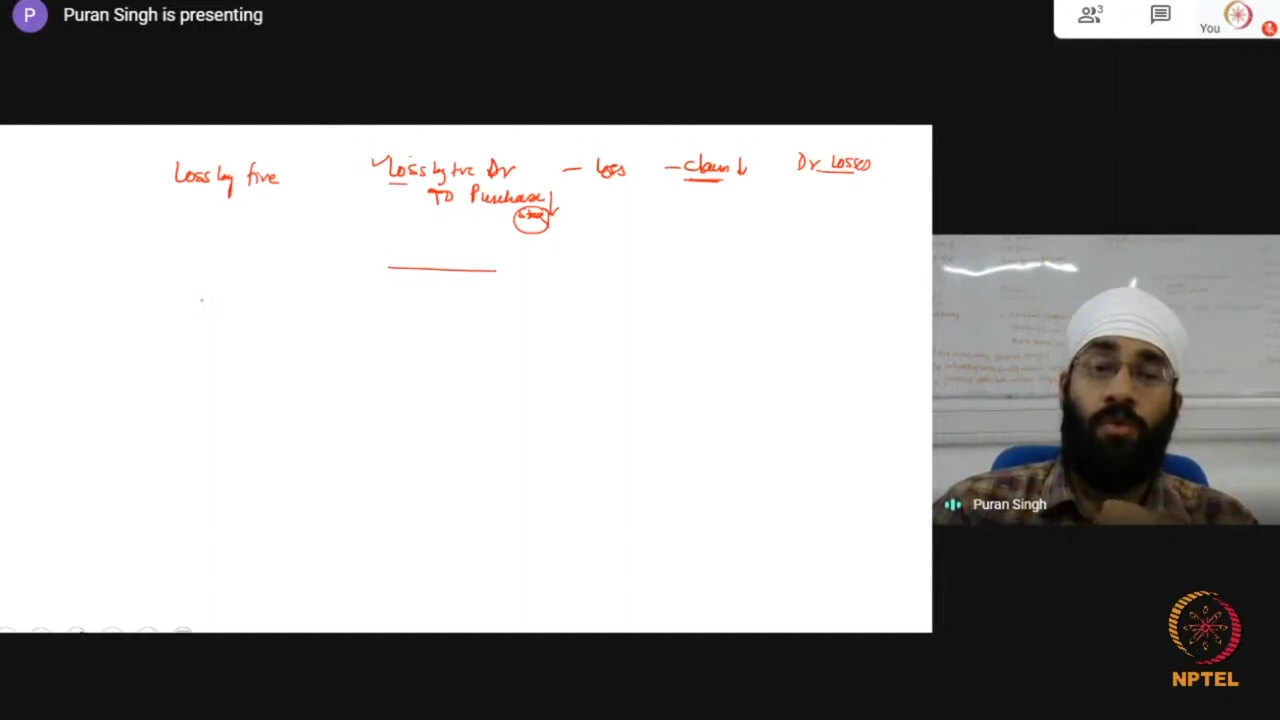 P Puran Singh is presenting
3
You
Loss by fire
✓ Loss by fire Dr – loss – claim ↓ Dr Losses
To Purchase ↓
Puran Singh
NPTEL